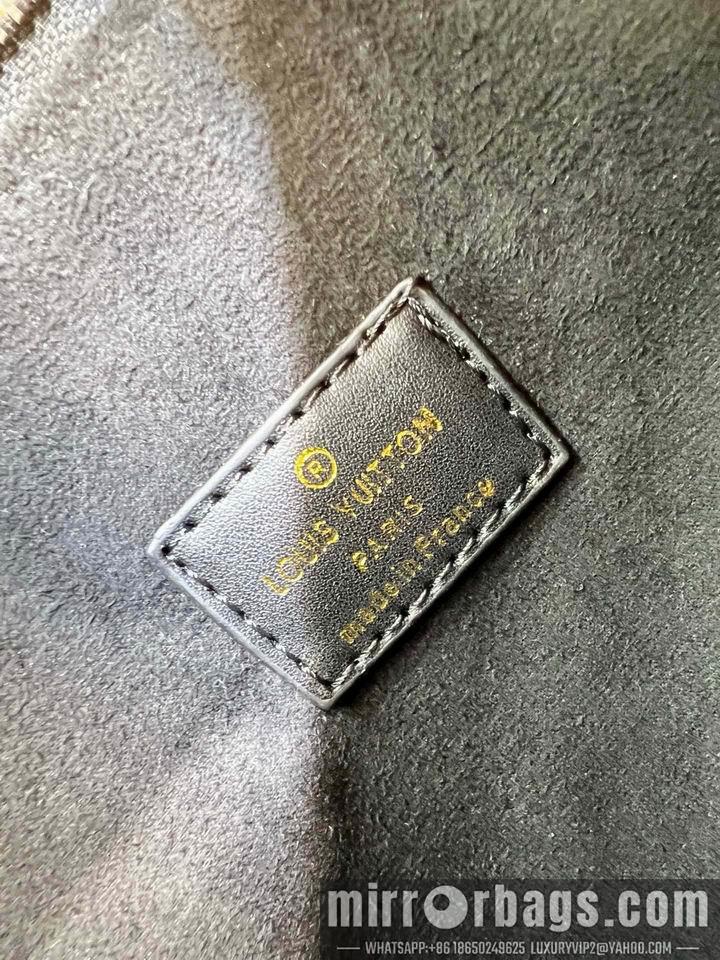 ®
LOUIS VUITTON
PARIS
made in France
mirrorbags.com
WHATSAPP:+86 18650249625 LUXURYVIP2@YAHOO.COM